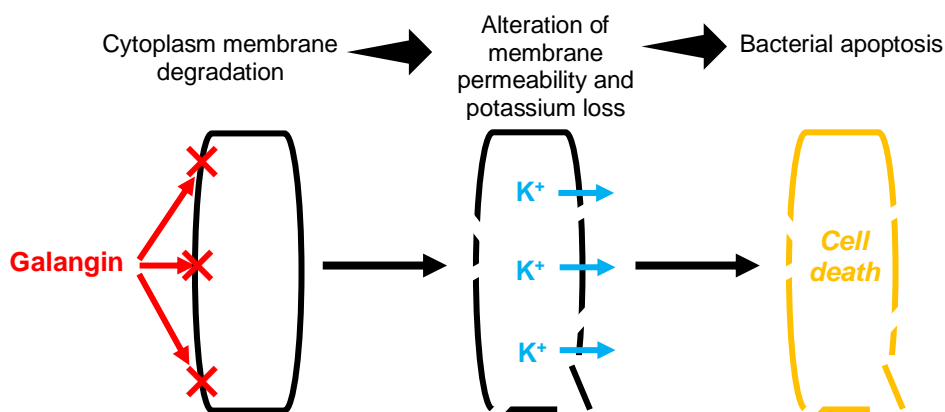 Cytoplasm membrane
degradation
Alteration of
membrane
permeability and
potassium loss
Bacterial apoptosis
Galangin
K⁺
K⁺
K⁺
Cell
death